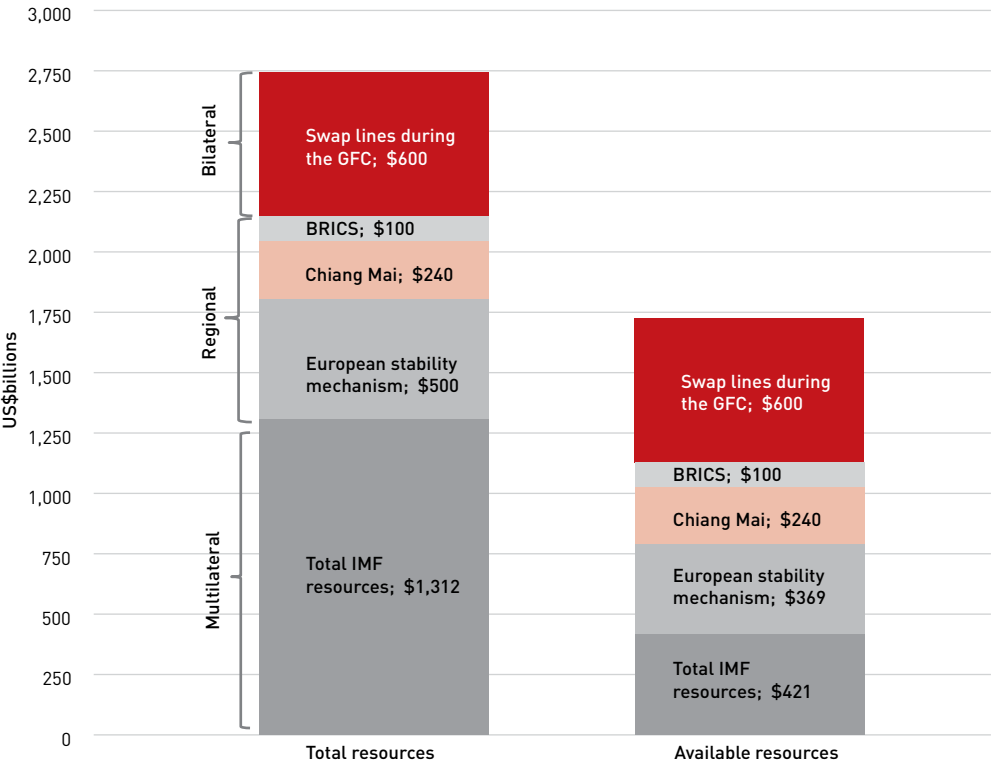 3,000
2,750
2,500
2,250
2,000
1,750
1,500
1,250
1,000
750
500
250
0
US$billions
Bilateral
Regional
Multilateral
Swap lines during
the GFC; $600
BRICS; $100
Chiang Mai; $240
European stability
mechanism; $500
Total IMF
resources; $1,312
Swap lines during
the GFC; $600
BRICS; $100
Chiang Mai; $240
European stability
mechanism; $369
Total IMF
resources; $421
Total resources
Available resources